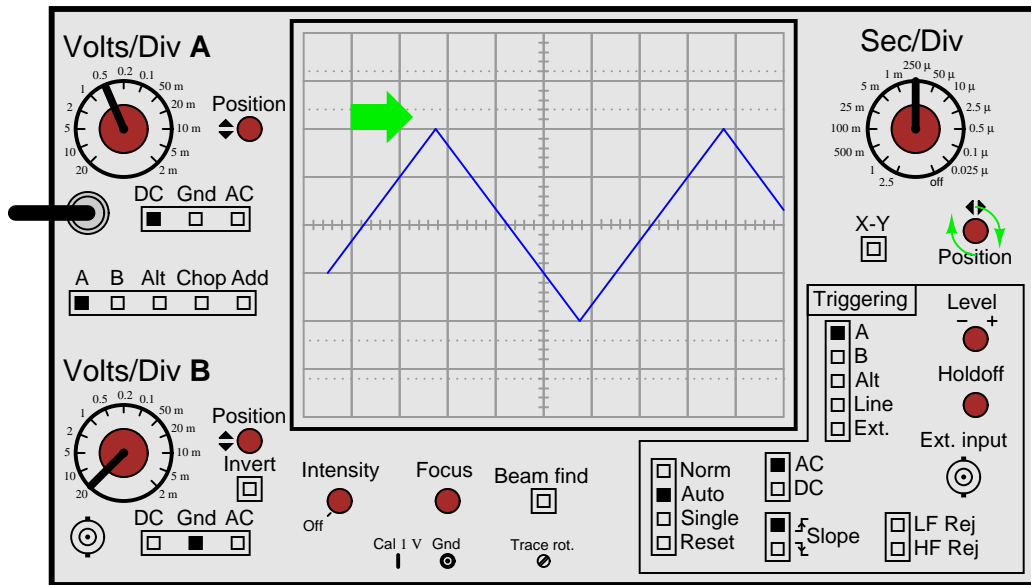 Volts/Div A
0.5 0.2 0.1
1 50 m
2 20 m
5 10 m
10 5 m
20 2 m
Position
DC Gnd AC
A B Alt Chop Add
Volts/Div B
0.5 0.2 0.1
1 50 m
2 20 m
5 10 m
10 5 m
20 2 m
Position
Invert
DC Gnd AC
Intensity
Off
Focus
Beam find
Cal 1 V Gnd
Trace rot.
Sec/Div
250 µ
1 m 50 µ
5 m 10 µ
25 m 2.5 µ
100 m 0.5 µ
500 m 0.1 µ
1 0.025 µ
2.5 off
X-Y
Position
Triggering
A
B
Alt
Line
Ext.
Level
− +
Holdoff
Ext. input
Norm
Auto
Single
Reset
AC
DC
Slope
LF Rej
HF Rej